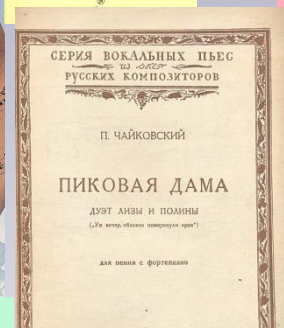 СЕРИЯ ВОКАЛЬНЫХ ПЬЕС
РУССКИХ КОМПОЗИТОРОВ
П. ЧАЙКОВСКИЙ
ПИКОВАЯ ДАМА
ДУЭТ ЛИЗЫ И ПОЛИНЫ
(„Уж вечер, облаков померкнули края“)
для пения с фортепиано